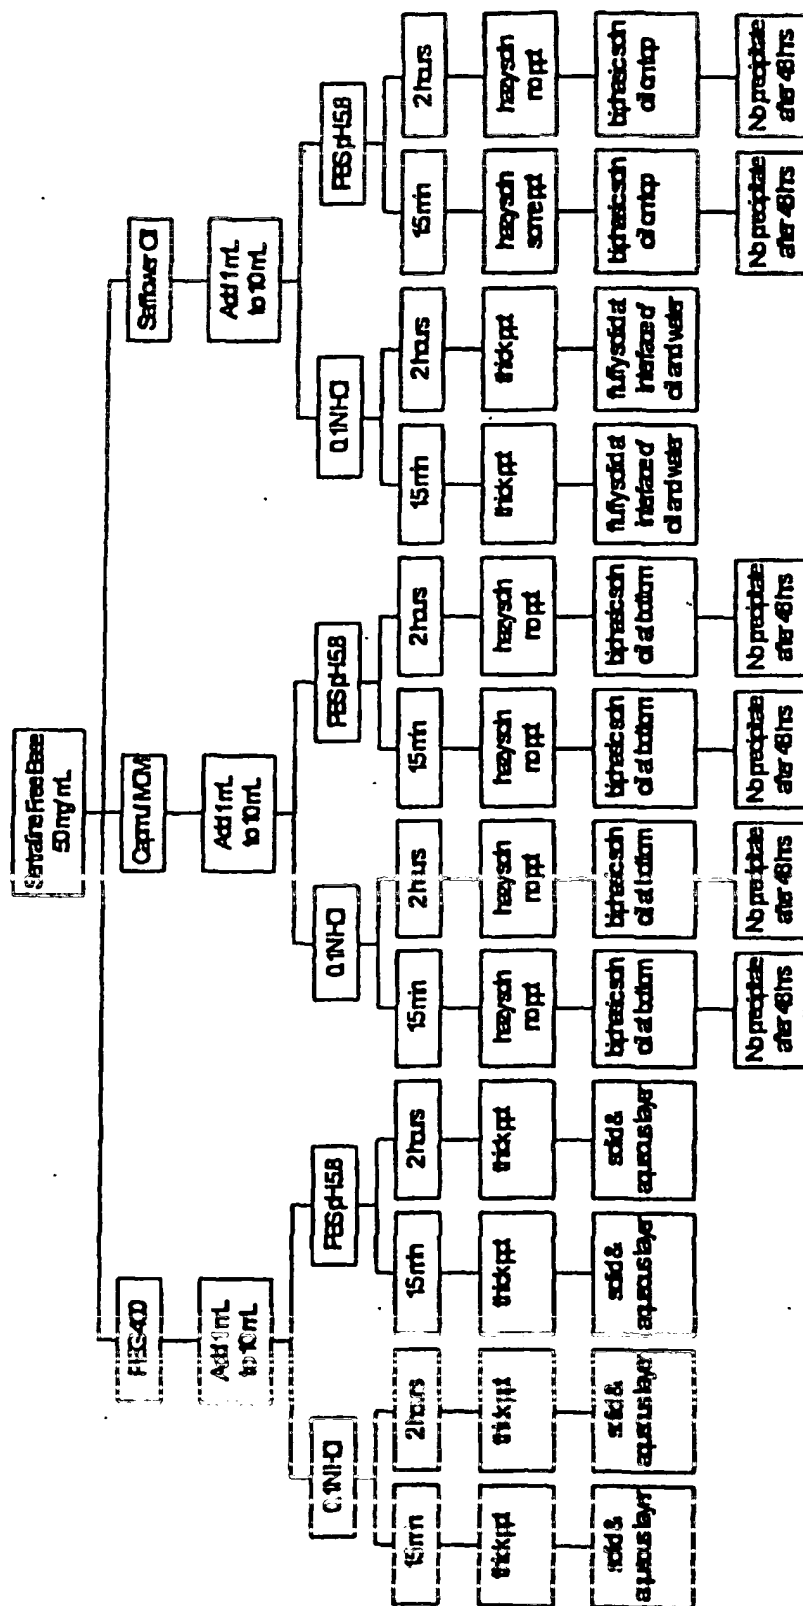 Sertraline Free Base
50 mg/mL
PEG 400
Capmul MCM
Safflower Oil
Add 1 mL
to 10 mL
Add 1 mL
to 10 mL
Add 1 mL
to 10 mL
0.1N HCl
PBS pH 5.8
0.1N HCl
PBS pH 5.8
0.1N HCl
PBS pH 5.8
15 min
2 hours
15 min
2 hours
15 min
2 hours
15 min
2 hours
15 min
2 hours
15 min
2 hours
thick ppt
thick ppt
thick ppt
thick ppt
hazy soln
no ppt
hazy soln
no ppt
hazy soln
no ppt
hazy soln
no ppt
thick ppt
thick ppt
hazy soln
some ppt
hazy soln
no ppt
solid &
aqueous layer
solid &
aqueous layer
solid &
aqueous layer
solid &
aqueous layer
biphasic soln
oil at bottom
biphasic soln
oil at bottom
biphasic soln
oil at bottom
biphasic soln
oil at bottom
fluffy solid at
interface of
oil and water
fluffy solid at
interface of
oil and water
biphasic soln
oil on top
biphasic soln
oil on top
No precipitate
after 48 hrs
No precipitate
after 48 hrs
No precipitate
after 48 hrs
No precipitate
after 48 hrs
No precipitate
after 48 hrs
No precipitate
after 48 hrs